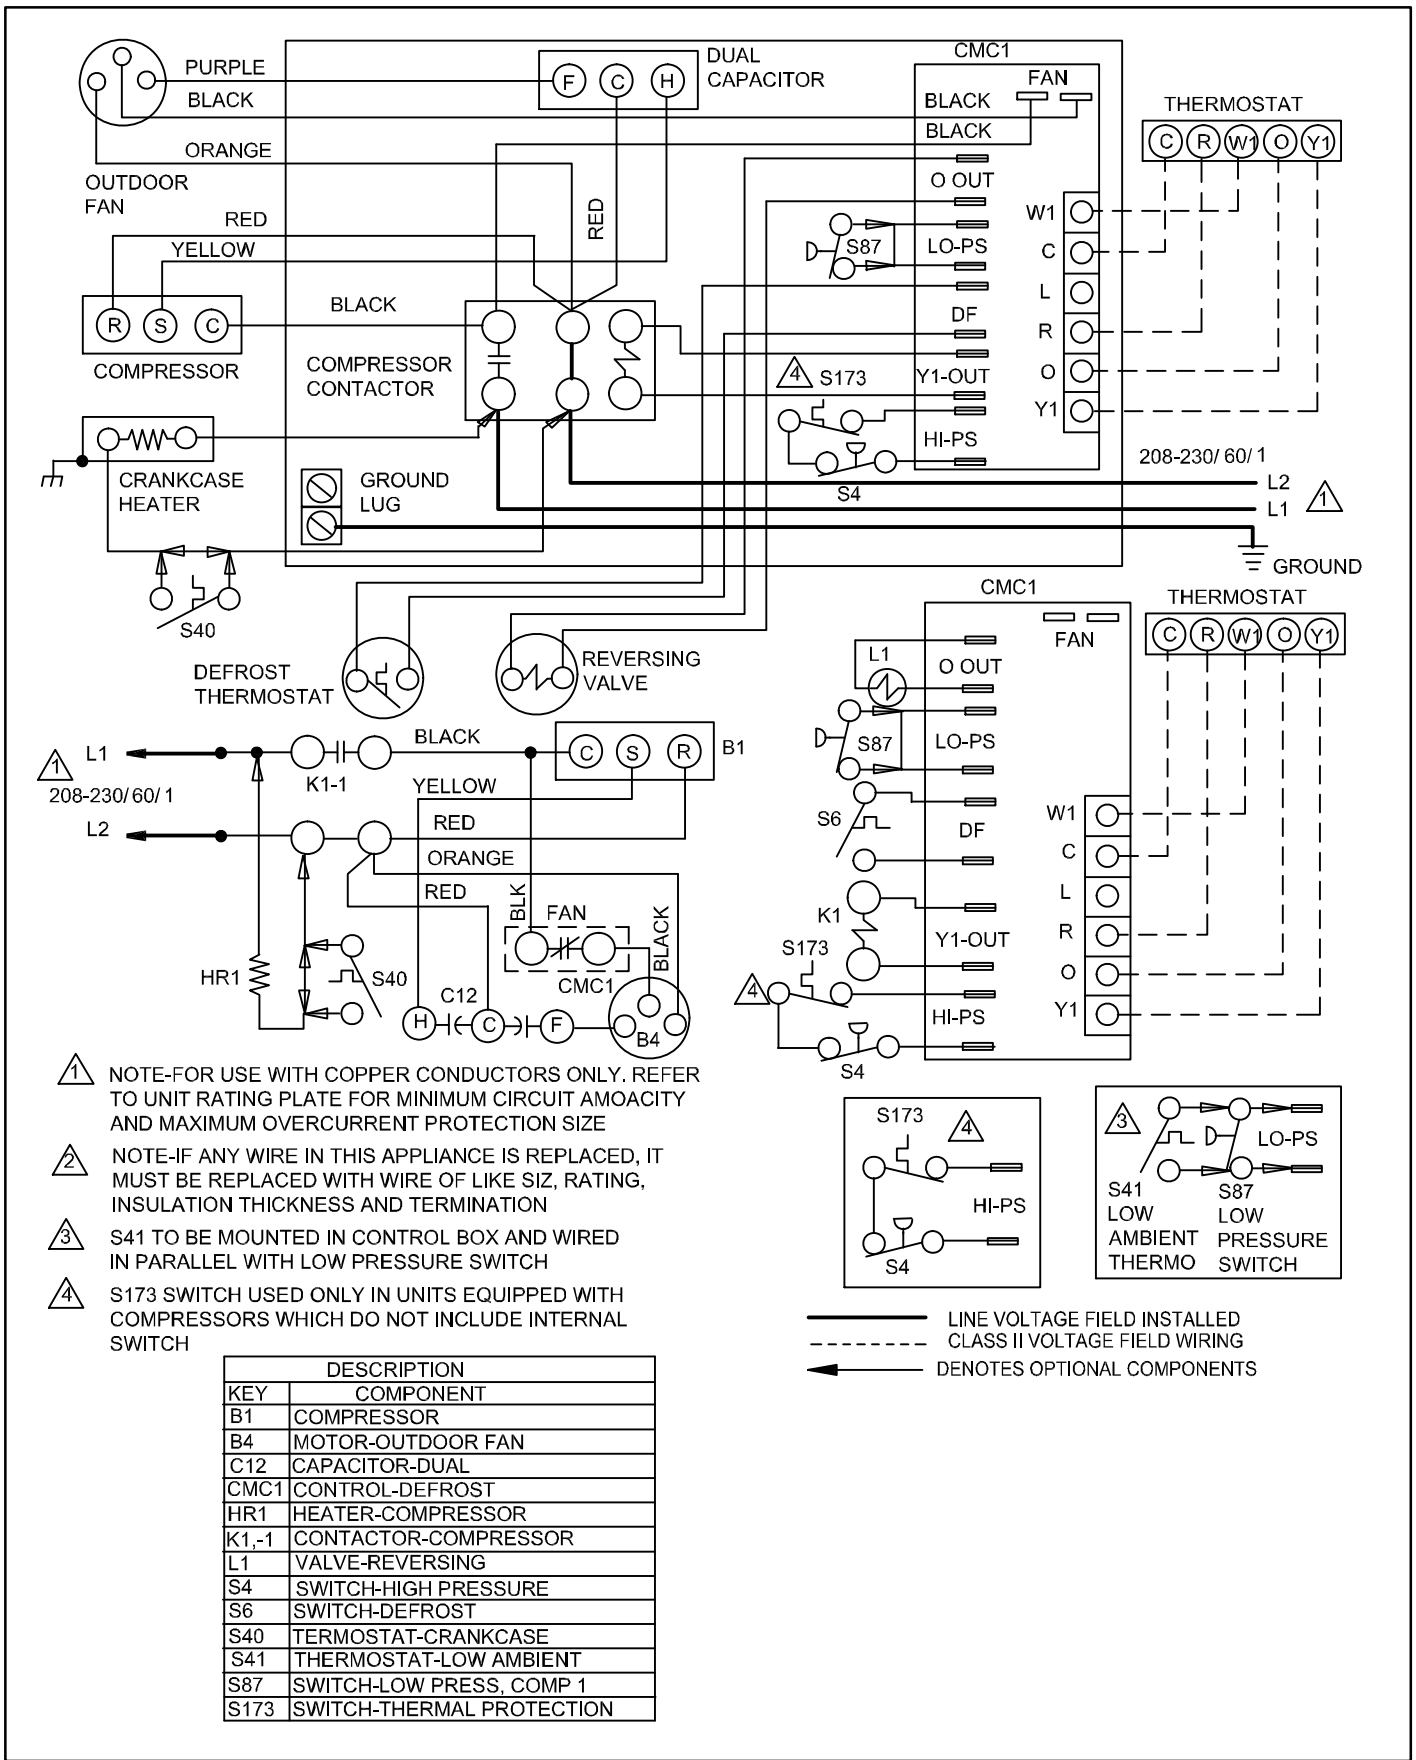 PURPLE
BLACK
ORANGE
OUTDOOR
FAN
RED
YELLOW
F C H
DUAL
CAPACITOR
RED
R S C
COMPRESSOR
BLACK
COMPRESSOR
CONTACTOR
CRANKCASE
HEATER
GROUND
LUG
S40
DEFROST
THERMOSTAT
REVERSING
VALVE
CMC1
FAN
BLACK
BLACK
O OUT
S87
LO-PS
DF
4 S173
Y1-OUT
HI-PS
S4
W1
C
L
R
O
Y1
THERMOSTAT
C R W1 O Y1
208-230/ 60/ 1
L2
L1
1
GROUND
L1
1
208-230/ 60/ 1
L2
K1-1
BLACK
C S R
B1
YELLOW
RED
ORANGE
RED
BLK
FAN
BLACK
CMC1
HR1
S40
C12
H C F
B4
CMC1
THERMOSTAT
C R W1 O Y1
FAN
L1
O OUT
S87
LO-PS
S6
DF
K1
Y1-OUT
S173
4
HI-PS
S4
W1
C
L
R
O
Y1
1 NOTE-FOR USE WITH COPPER CONDUCTORS ONLY. REFER
TO UNIT RATING PLATE FOR MINIMUM CIRCUIT AMOACITY
AND MAXIMUM OVERCURRENT PROTECTION SIZE
2 NOTE-IF ANY WIRE IN THIS APPLIANCE IS REPLACED, IT
MUST BE REPLACED WITH WIRE OF LIKE SIZ, RATING,
INSULATION THICKNESS AND TERMINATION
3 S41 TO BE MOUNTED IN CONTROL BOX AND WIRED
IN PARALLEL WITH LOW PRESSURE SWITCH
4 S173 SWITCH USED ONLY IN UNITS EQUIPPED WITH
COMPRESSORS WHICH DO NOT INCLUDE INTERNAL
SWITCH
S173
4
HI-PS
S4
3
LO-PS
S41
LOW
AMBIENT
THERMO
S87
LOW
PRESSURE
SWITCH
LINE VOLTAGE FIELD INSTALLED
CLASS II VOLTAGE FIELD WIRING
DENOTES OPTIONAL COMPONENTS
DESCRIPTION
KEY COMPONENT
B1 COMPRESSOR
B4 MOTOR-OUTDOOR FAN
C12 CAPACITOR-DUAL
CMC1 CONTROL-DEFROST
HR1 HEATER-COMPRESSOR
K1,-1 CONTACTOR-COMPRESSOR
L1 VALVE-REVERSING
S4 SWITCH-HIGH PRESSURE
S6 SWITCH-DEFROST
S40 TERMOSTAT-CRANKCASE
S41 THERMOSTAT-LOW AMBIENT
S87 SWITCH-LOW PRESS, COMP 1
S173 SWITCH-THERMAL PROTECTION